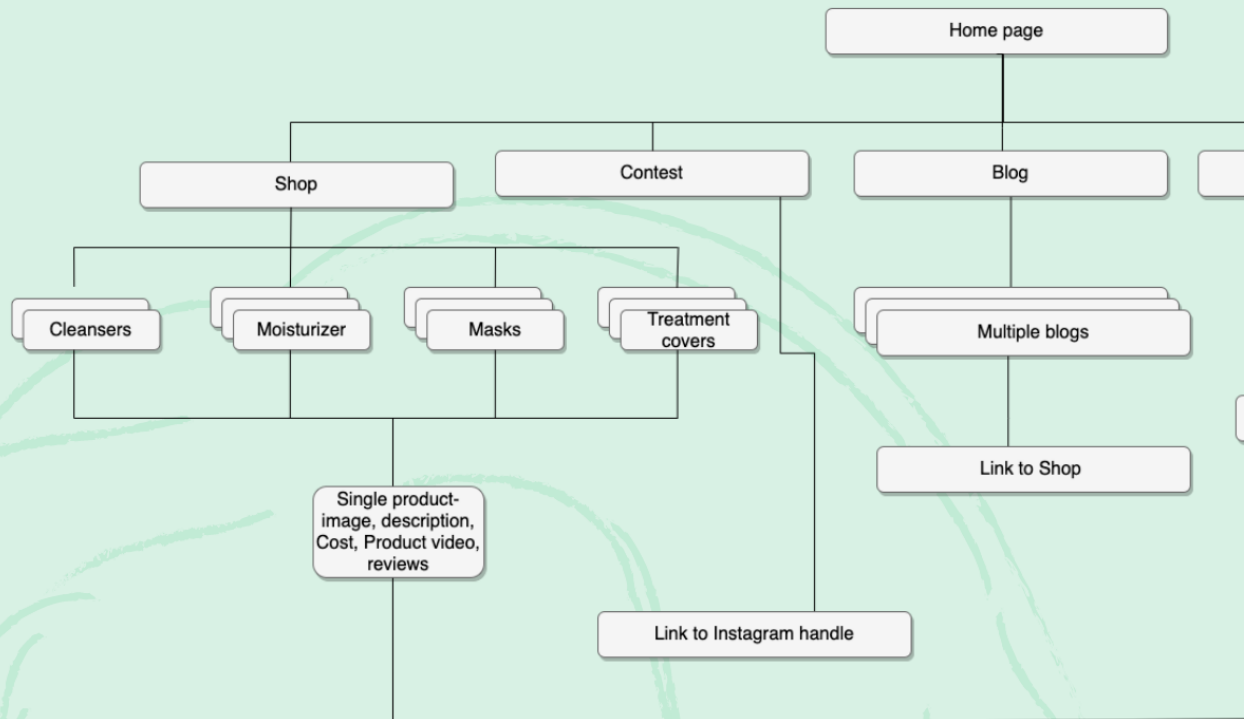 Home page
Shop
Contest
Blog
Cleansers
Moisturizer
Masks
Treatment
covers
Multiple blogs
Link to Shop
Single product-
image, description,
Cost, Product video,
reviews
Link to Instagram handle